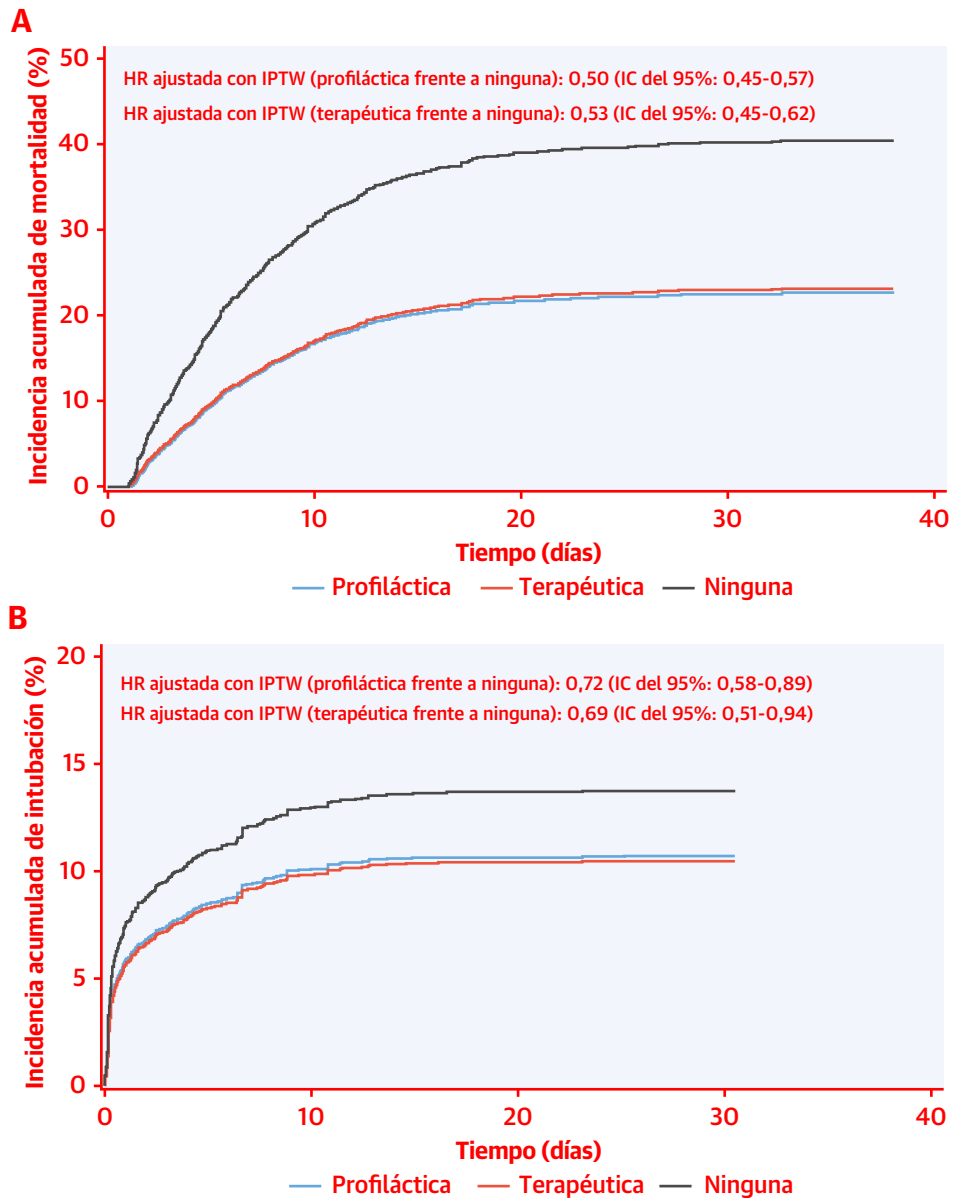 A
Incidencia acumulada de mortalidad (%)
HR ajustada con IPTW (profiláctica frente a ninguna): 0,50 (IC del 95%: 0,45-0,57)
HR ajustada con IPTW (terapéutica frente a ninguna): 0,53 (IC del 95%: 0,45-0,62)
50
40
30
20
10
0
0 10 20 30 40
Tiempo (días)
Profiláctica Terapéutica Ninguna
B
Incidencia acumulada de intubación (%)
HR ajustada con IPTW (profiláctica frente a ninguna): 0,72 (IC del 95%: 0,58-0,89)
HR ajustada con IPTW (terapéutica frente a ninguna): 0,69 (IC del 95%: 0,51-0,94)
20
15
10
5
0
0 10 20 30 40
Tiempo (días)
Profiláctica Terapéutica Ninguna